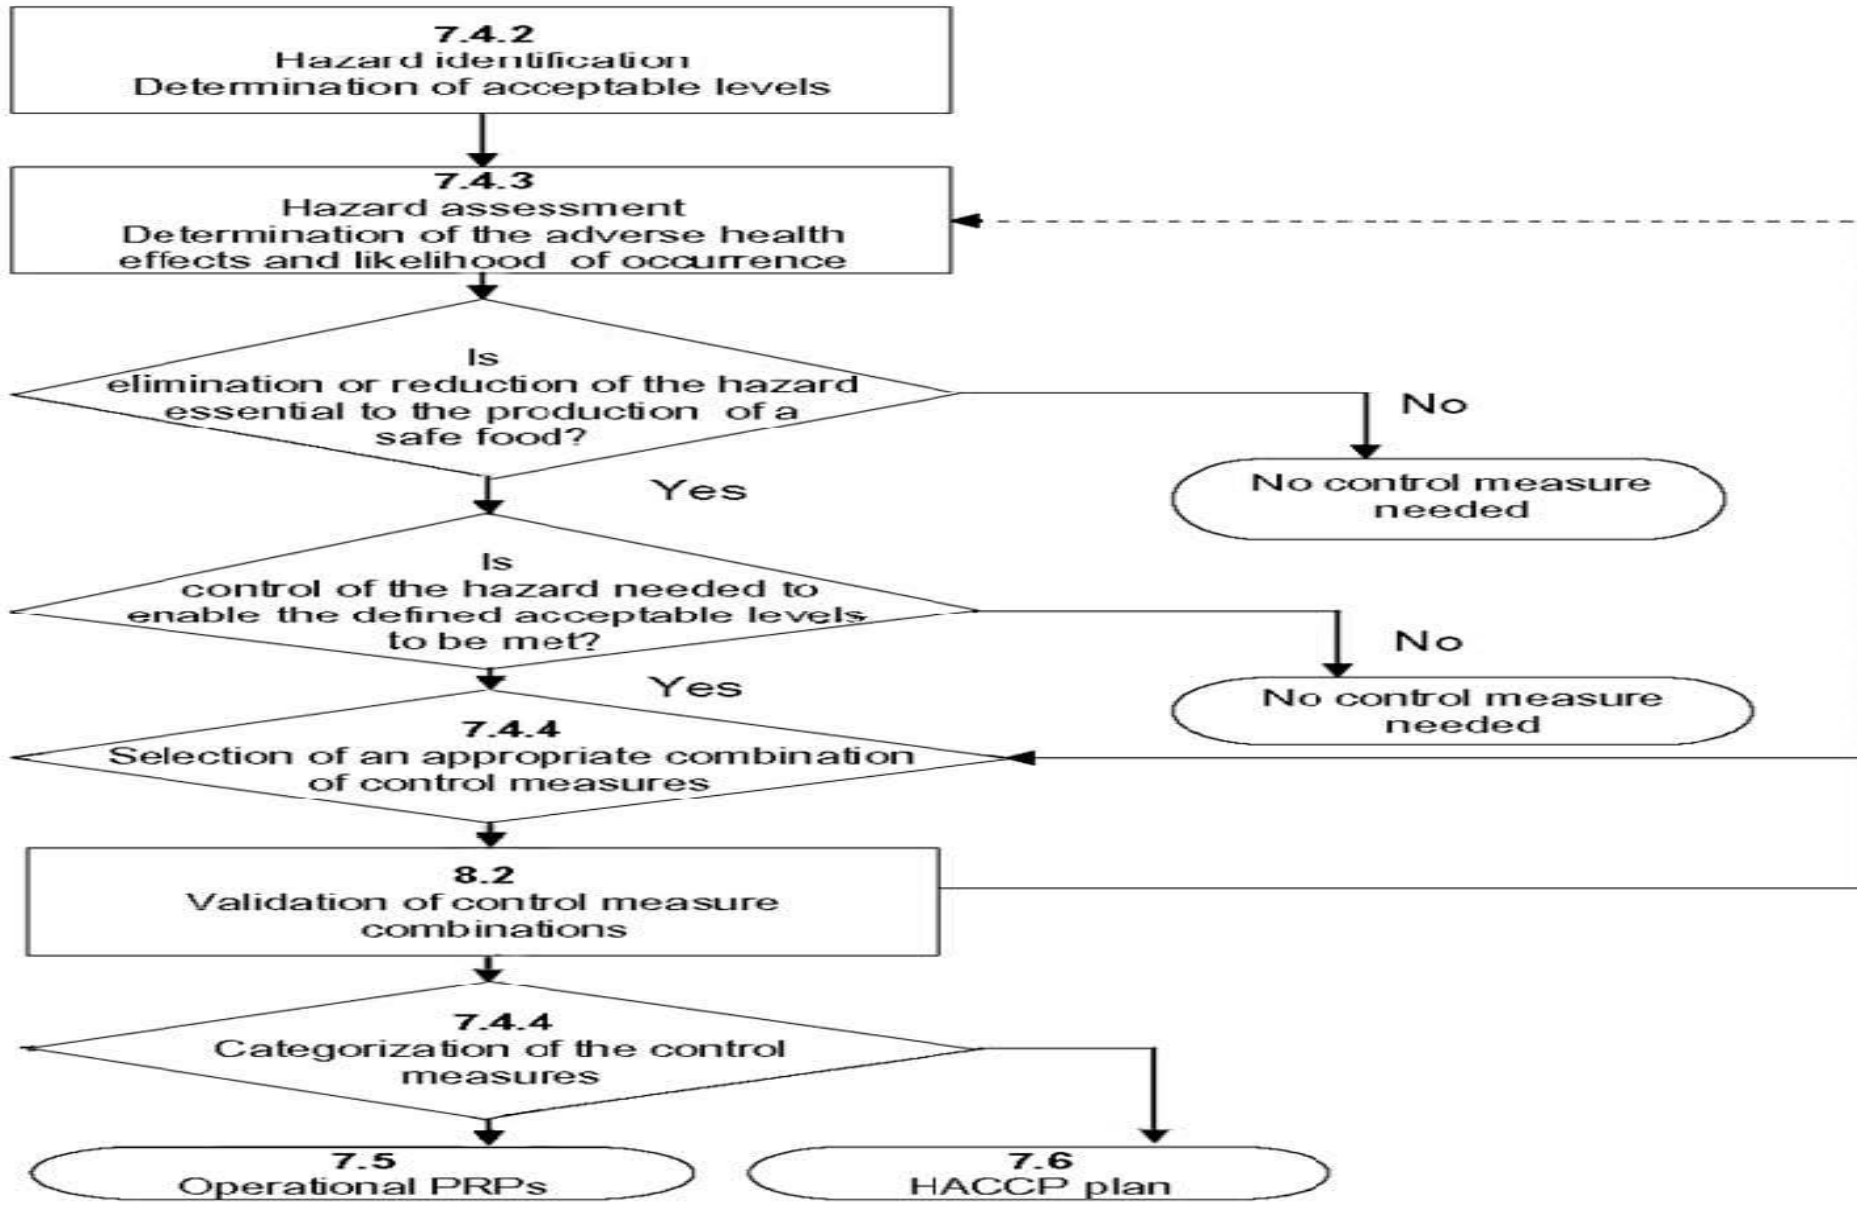 7.4.2
Hazard identification
Determination of acceptable levels
7.4.3
Hazard assessment
Determination of the adverse health
effects and likelihood of occurrence
Is
elimination or reduction of the hazard
essential to the production of a
safe food?
No
No control measure
needed
Yes
Is
control of the hazard needed to
enable the defined acceptable levels
to be met?
No
No control measure
needed
Yes
7.4.4
Selection of an appropriate combination
of control measures
8.2
Validation of control measure
combinations
7.4.4
Categorization of the control
measures
7.5
Operational PRPs
7.6
HACCP plan